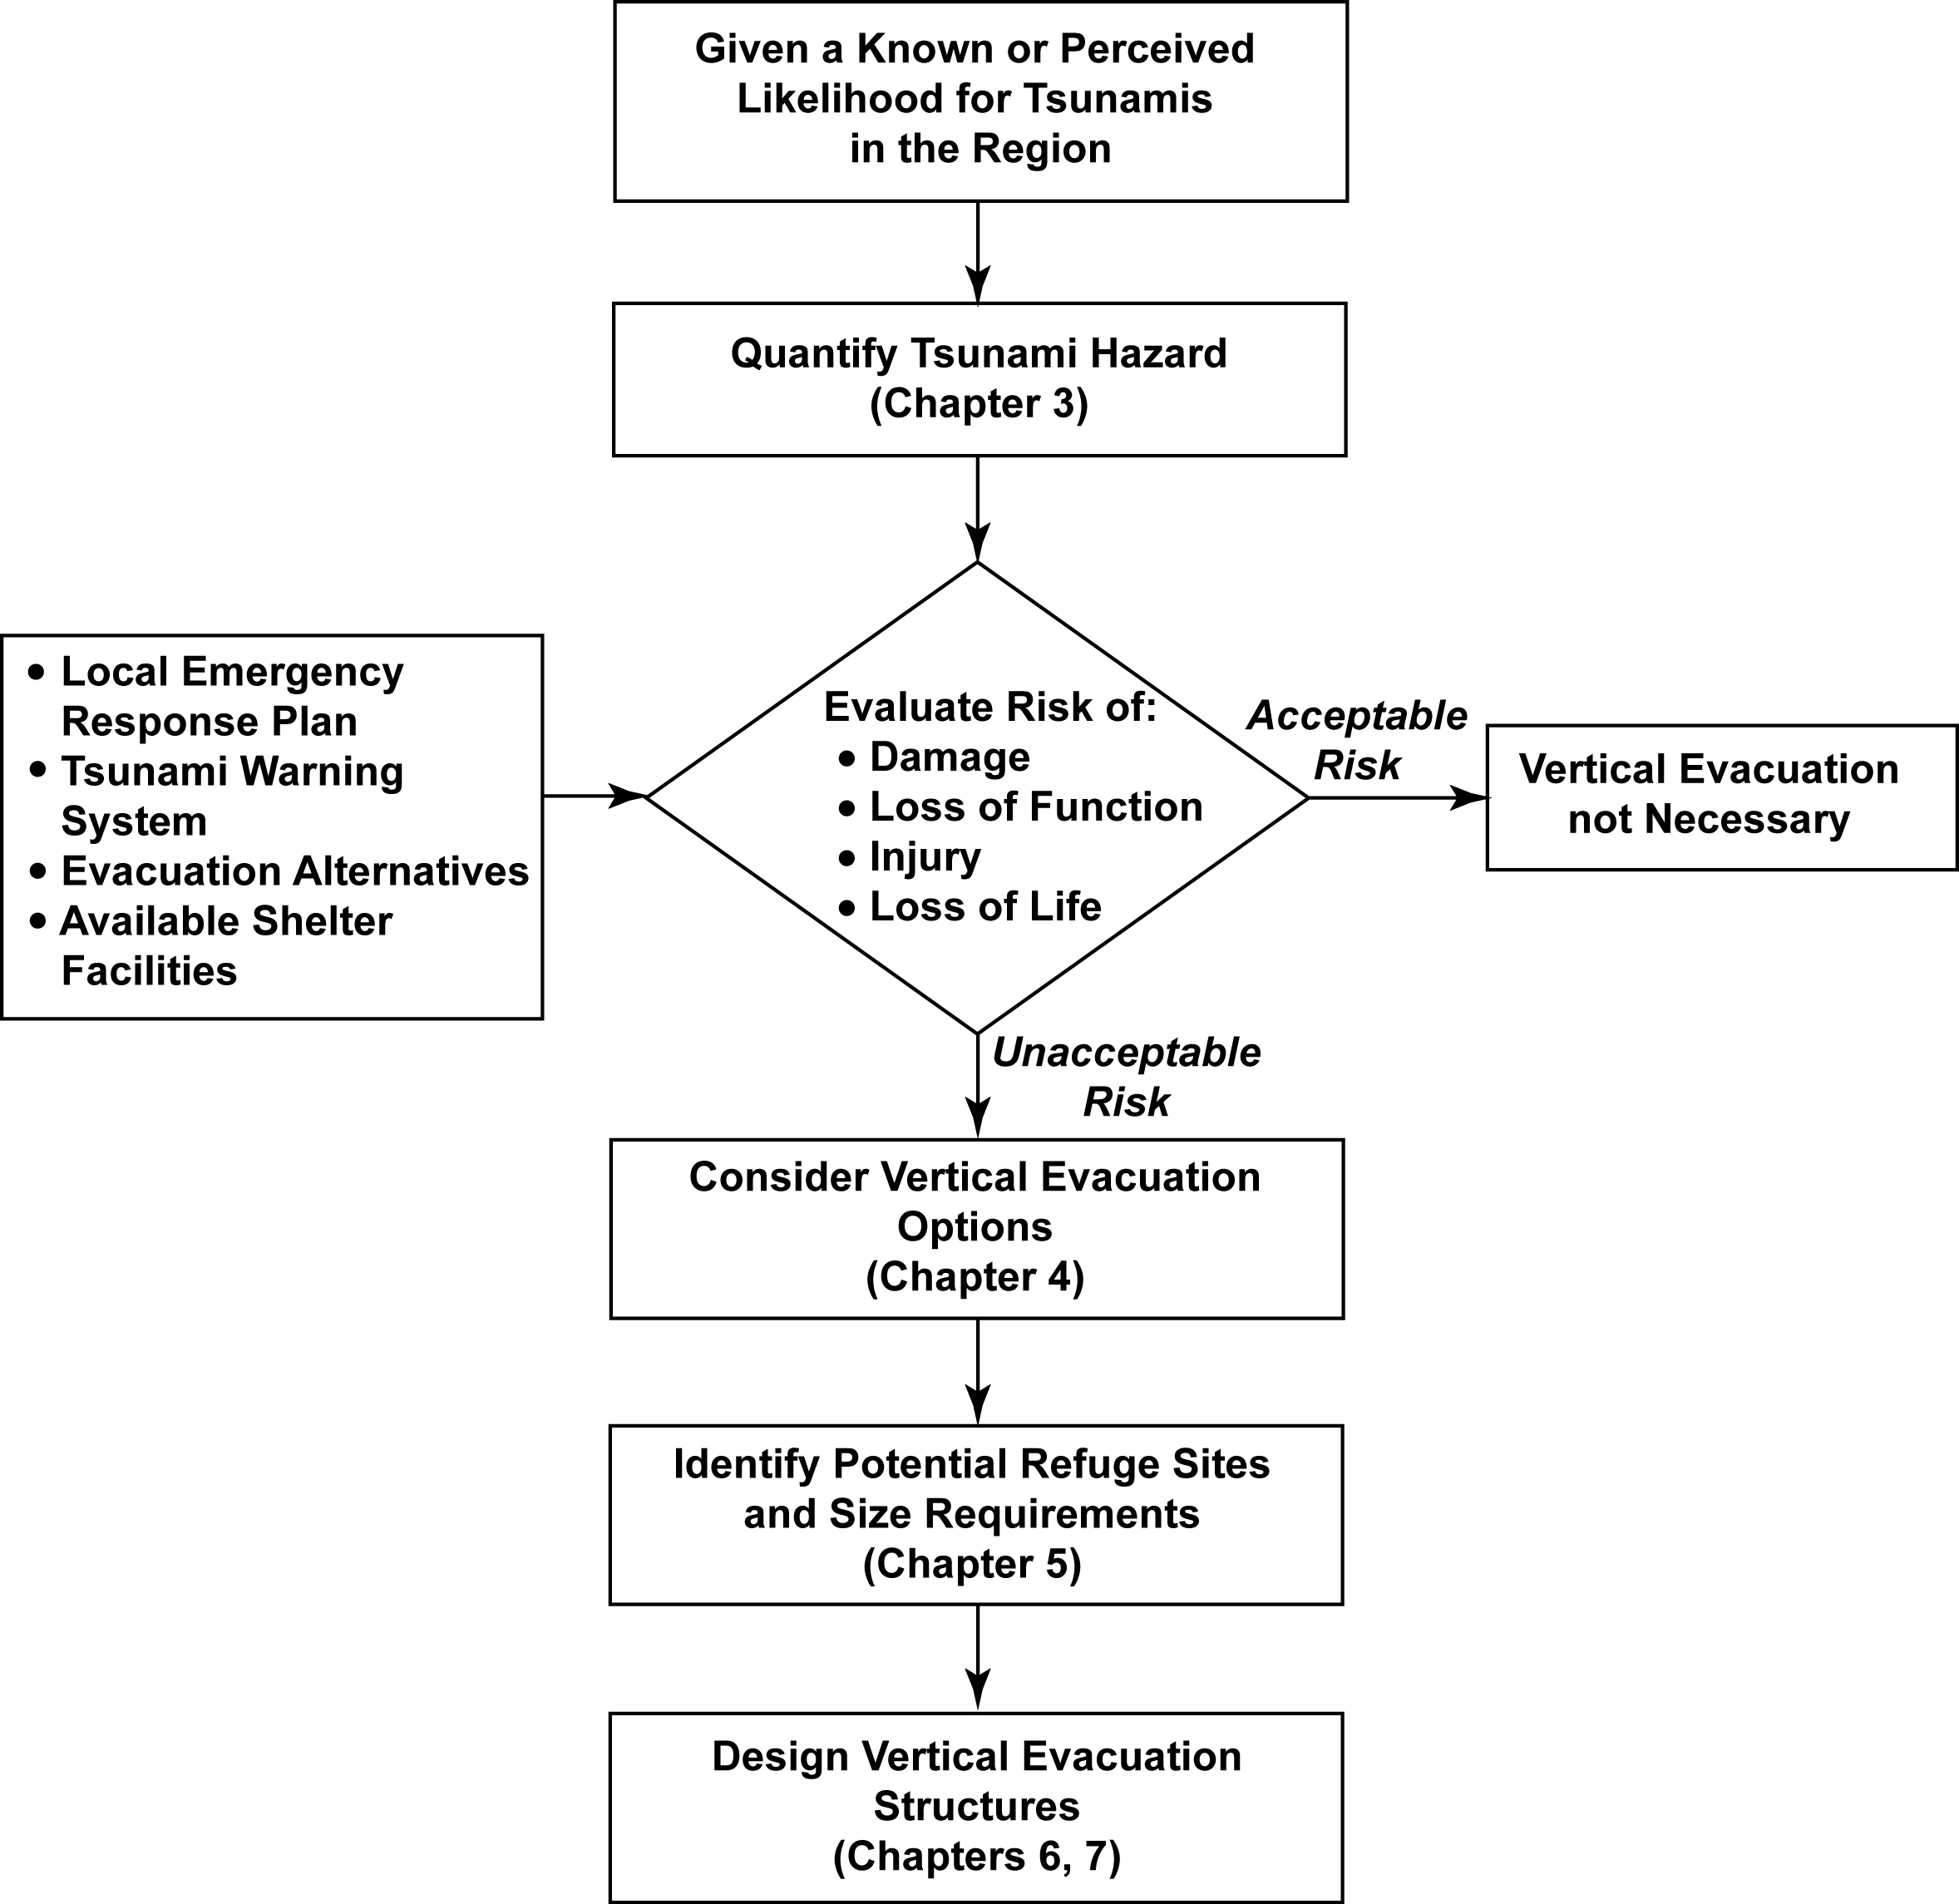 Given a Known or Perceived
Likelihood for Tsunamis
in the Region
Quantify Tsunami Hazard
(Chapter 3)
● Local Emergency
Response Plan
● Tsunami Warning
System
● Evacuation Alternatives
● Available Shelter
Facilities
Evaluate Risk of:
● Damage
● Loss of Function
● Injury
● Loss of Life
Acceptable
Risk
Vertical Evacuation
not Necessary
Unacceptable
Risk
Consider Vertical Evacuation
Options
(Chapter 4)
Identify Potential Refuge Sites
and Size Requirements
(Chapter 5)
Design Vertical Evacuation
Structures
(Chapters 6, 7)